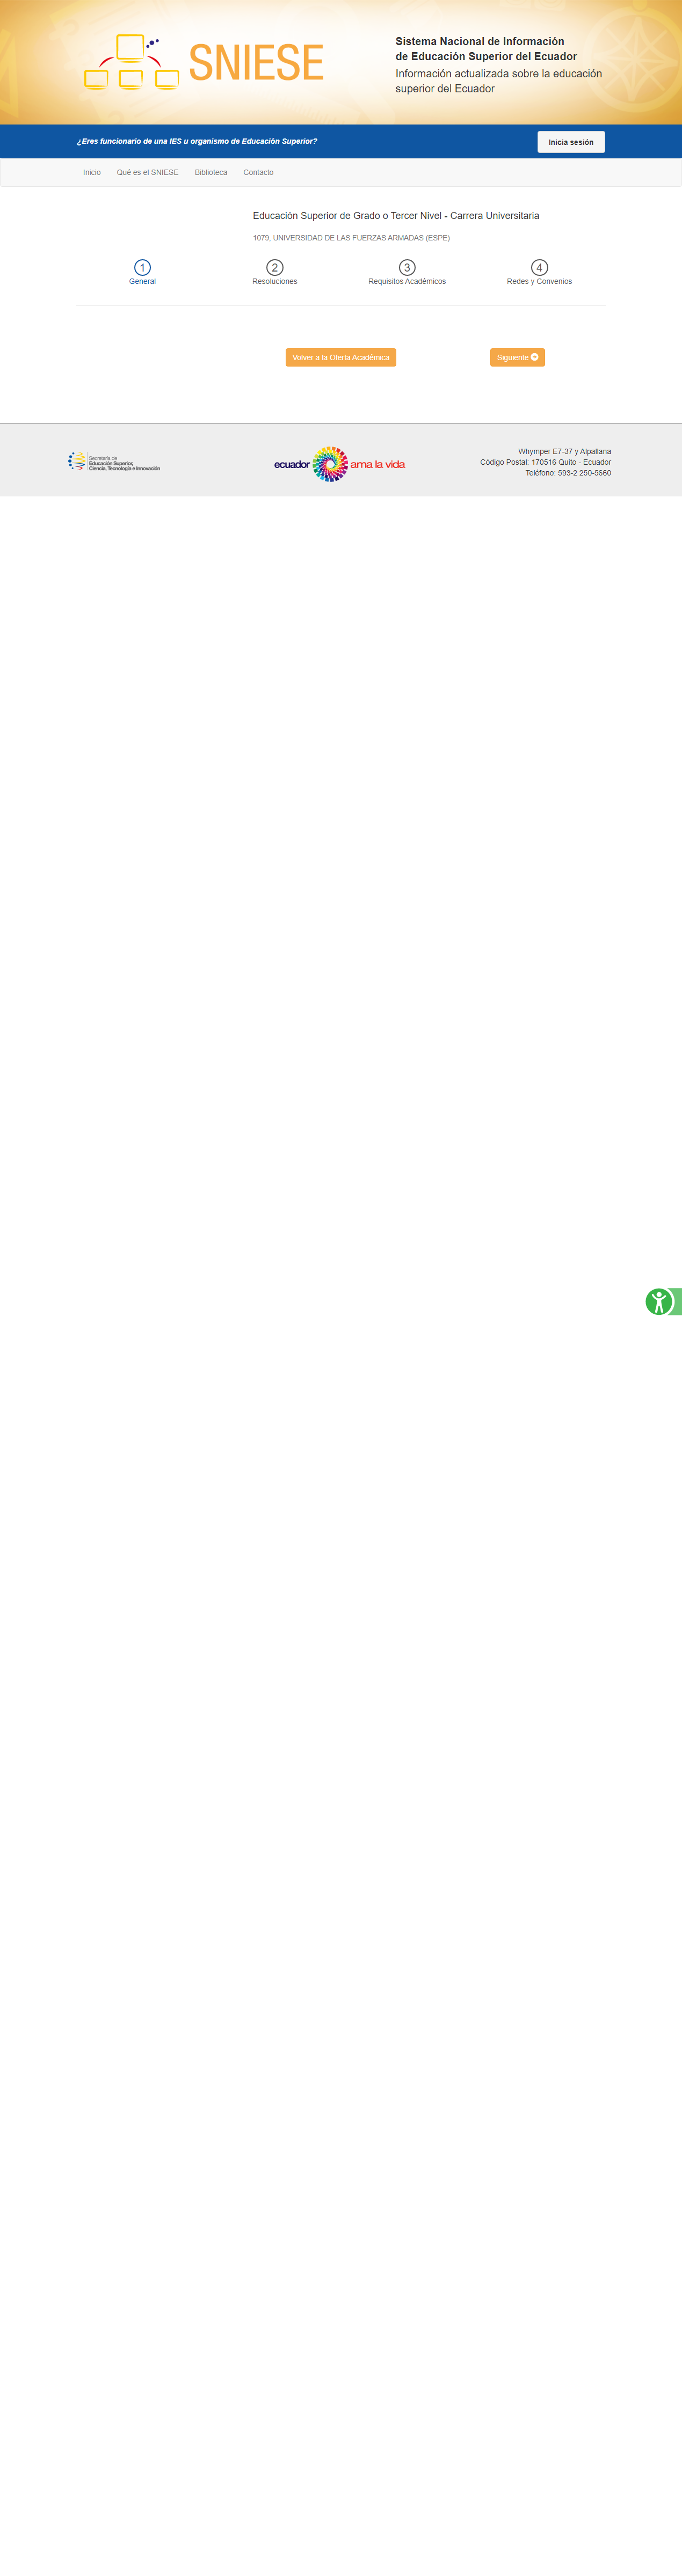 SNIESE
Sistema Nacional de Información
de Educación Superior del Ecuador
Información actualizada sobre la educación
superior del Ecuador
¿Eres funcionario de una IES u organismo de Educación Superior?
Inicia sesión
Inicio Qué es el SNIESE Biblioteca Contacto
Educación Superior de Grado o Tercer Nivel - Carrera Universitaria
1079, UNIVERSIDAD DE LAS FUERZAS ARMADAS (ESPE)
1 2 3 4
General Resoluciones Requisitos Académicos Redes y Convenios
Volver a la Oferta Académica Siguiente
Secretaría de
Educación Superior,
Ciencia, Tecnología e Innovación
ecuador ama la vida
Whymper E7-37 y Alpallana
Código Postal: 170516 Quito - Ecuador
Teléfono: 593-2 250-5660